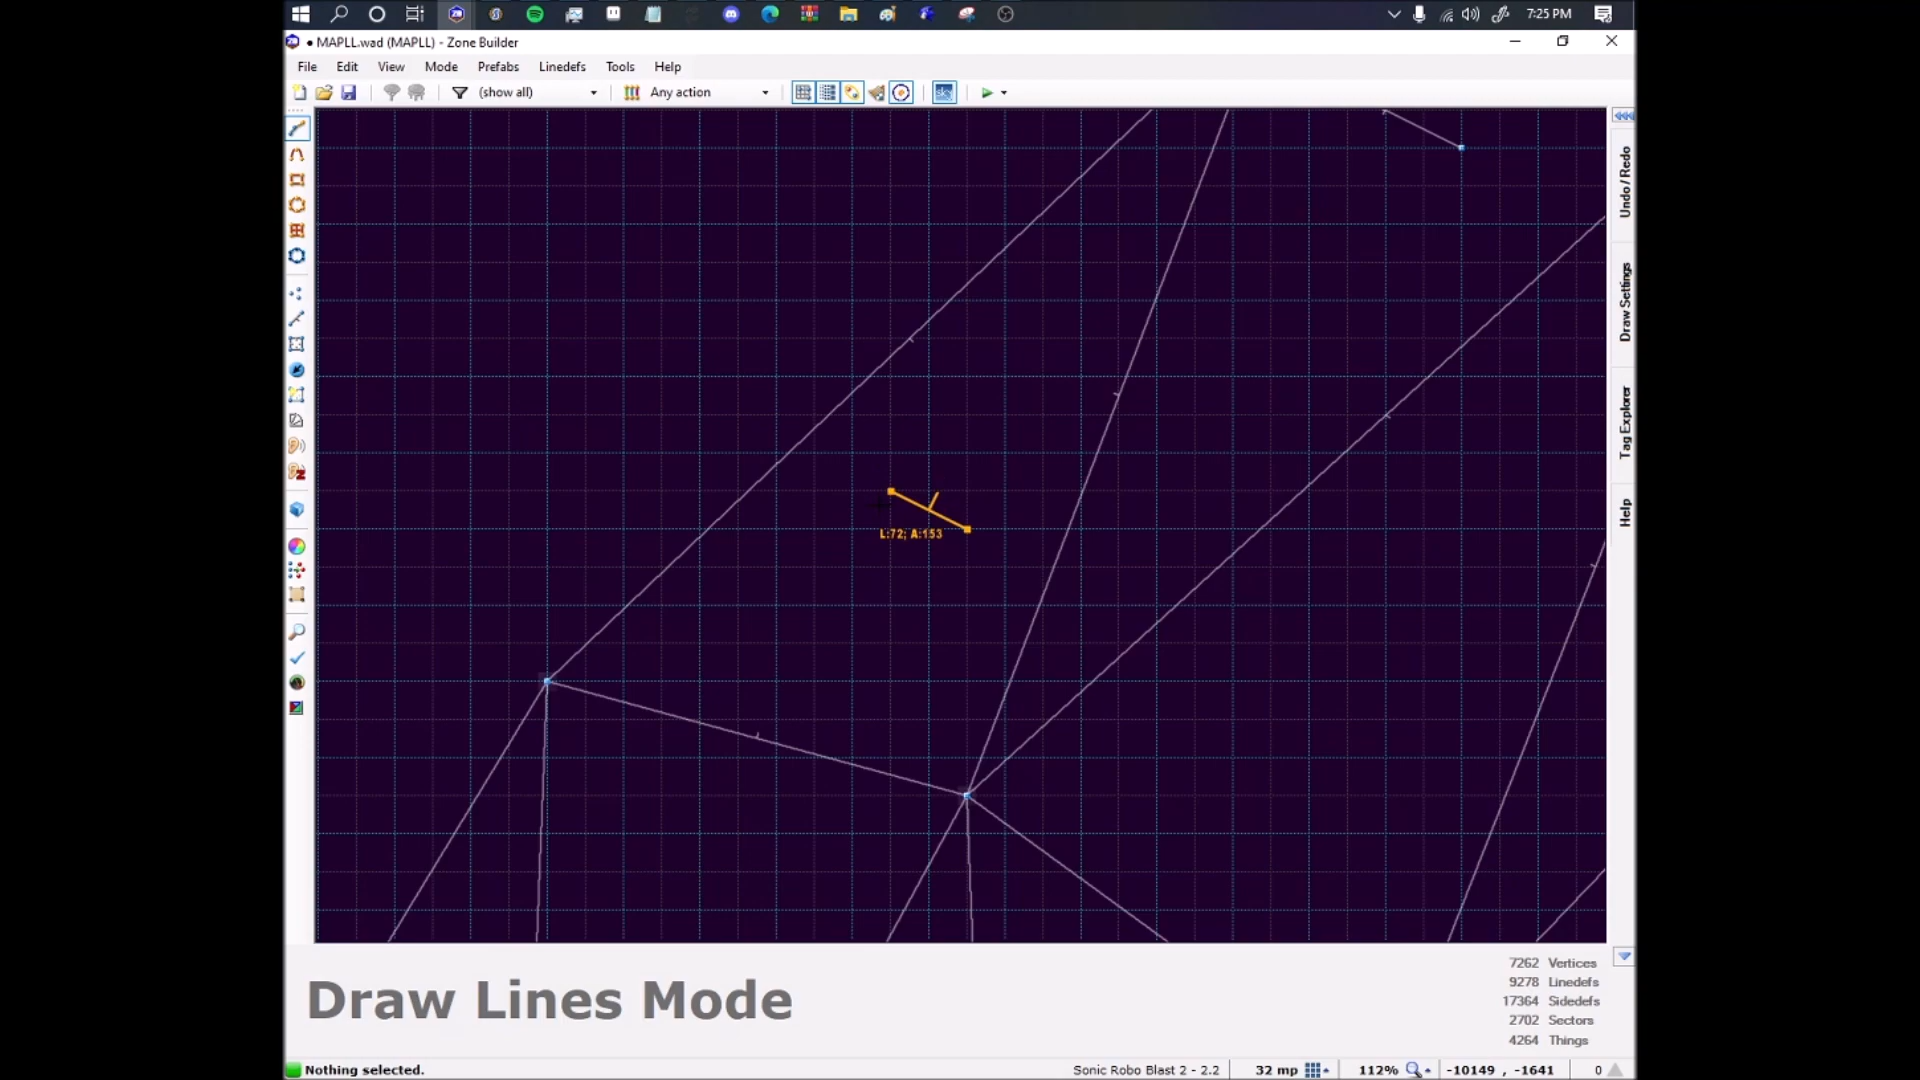 7:25 PM
• MAPLL.wad (MAPLL) - Zone Builder
File Edit View Mode Prefabs Linedefs Tools Help
(show all) Any action sky
Undo/Redo
Draw Settings
Tag Explorer
Help
L:72; A:153
Draw Lines Mode
7262 Vertices
9278 Linedefs
17364 Sidedefs
2702 Sectors
4264 Things
Nothing selected. Sonic Robo Blast 2 - 2.2 32 mp 112% -10149 , -1641 0